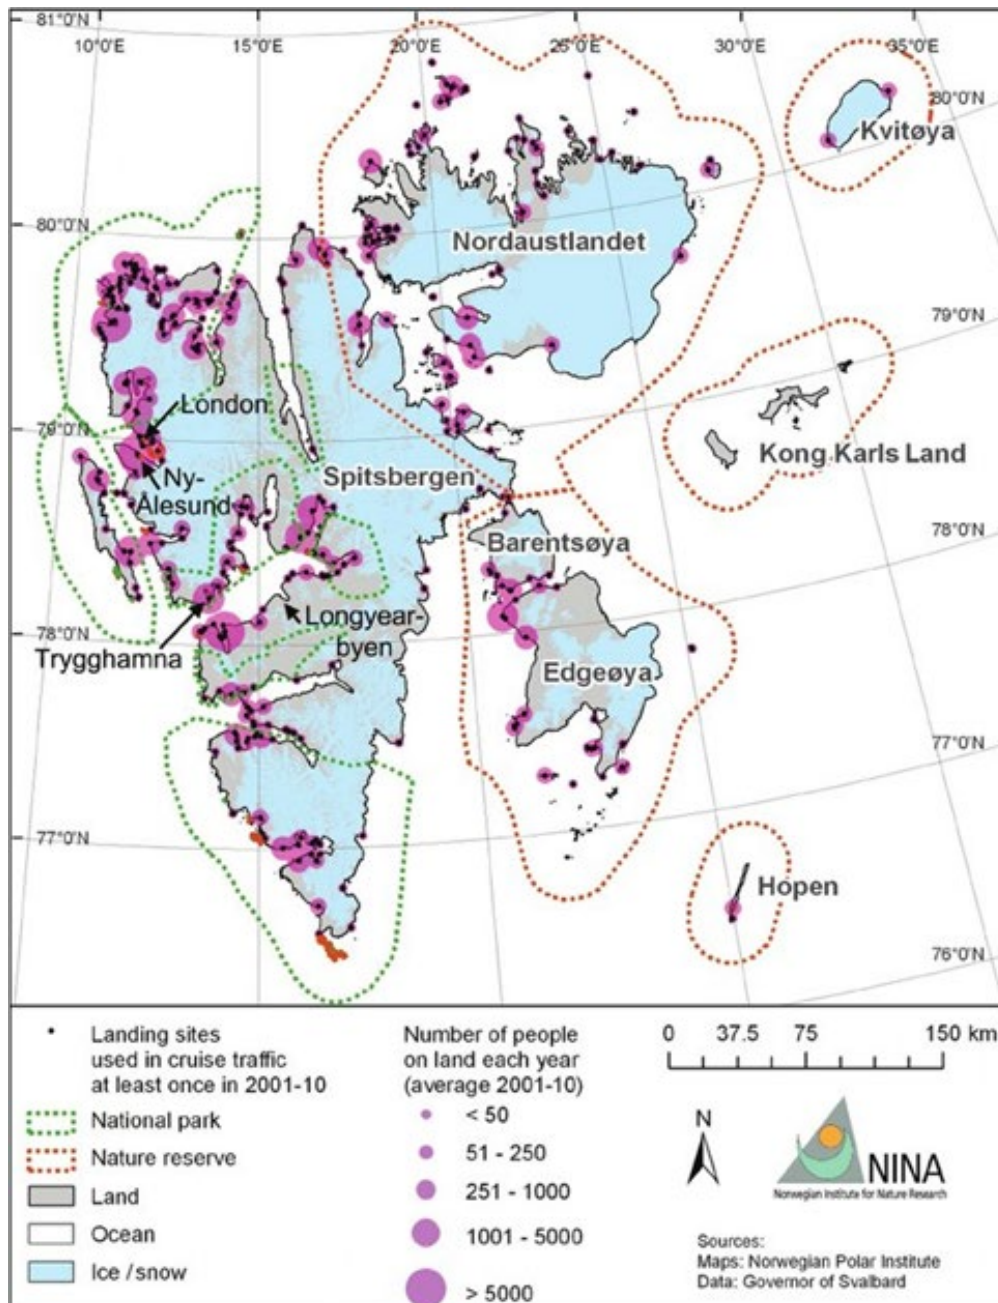 81°0'N
10°0'E
15°0'E
20°0'E
25°0'E
30°0'E
35°0'E
80°0'N
Kvitøya
80°0'N
Nordaustlandet
79°0'N
London
79°0'N
Kong Karls Land
Spitsbergen
Ny-
Ålesund
78°0'N
Barentsøya
Longyear-
byen
78°0'N
Trygghamna
Edgeøya
77°0'N
77°0'N
Hopen
76°0'N
Landing sites
used in cruise traffic
at least once in 2001-10
National park
Nature reserve
Land
Ocean
Ice / snow
Number of people
on land each year
(average 2001-10)
< 50
51 - 250
251 - 1000
1001 - 5000
> 5000
0 37.5 75 150 km
N
NINA
Norwegian Institute for Nature Research
Sources:
Maps: Norwegian Polar Institute
Data: Governor of Svalbard